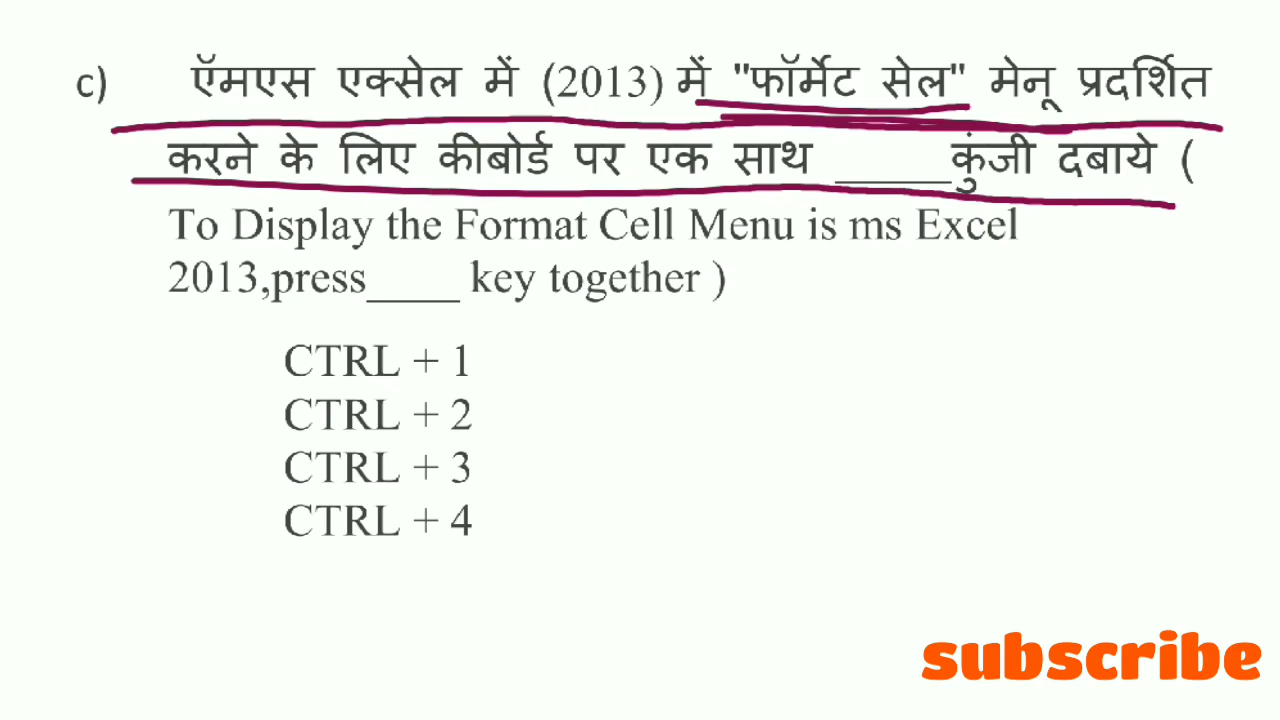 c) ऍमएस एक्सेल में (2013) में "फॉर्मेट सेल" मेनू प्रदर्शित
करने के लिए कीबोर्ड पर एक साथ _____कुंजी दबाये (
To Display the Format Cell Menu is ms Excel
2013,press____ key together )
CTRL + 1
CTRL + 2
CTRL + 3
CTRL + 4
subscribe